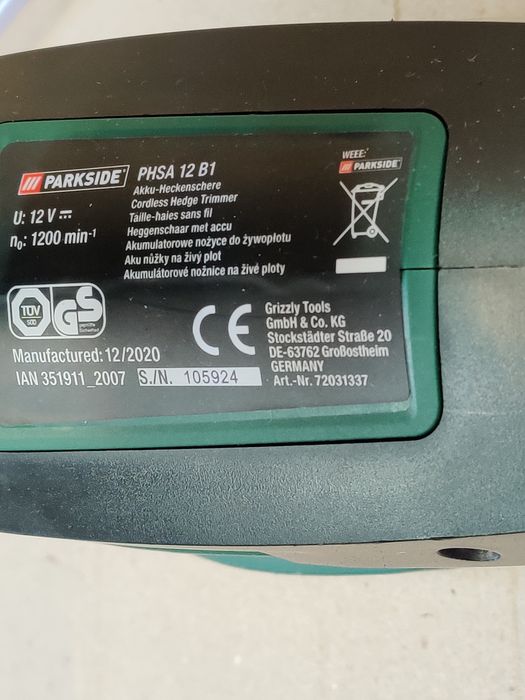 PARKSIDE®
PHSA 12 B1
Akku-Heckenschere
Cordless Hedge Trimmer
Taille-haies sans fil
Heggenschaar met accu
Akumulatorowe nożyce do żywopłotu
Aku nůžky na živý plot
Akumulátorové nožnice na živé ploty
U: 12 V
n₀: 1200 min-1
WEEE:
PARKSIDE
TÜV
SÜD
GS
geprüfte
Sicherheit
CE
Manufactured: 12/2020
IAN 351911_2007
S./N. 105924
Grizzly Tools
GmbH & Co. KG
Stockstädter Straße 20
DE-63762 Großostheim
GERMANY
Art.-Nr. 72031337